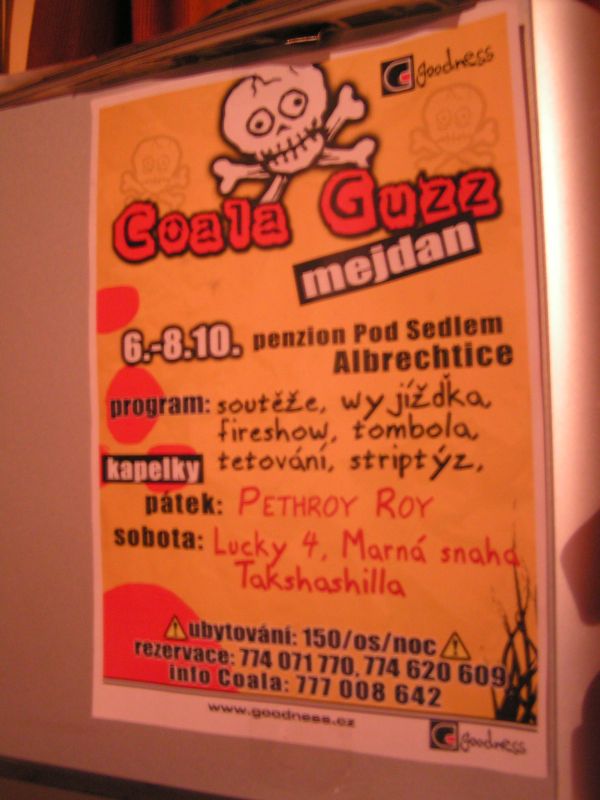 goodness
Coala Guzz
mejdan
6.-8.10. penzion Pod Sedlem
Albrechtice
program: soutěže, vyjížďka,
fireshow, tombola,
kapelky tetování, striptýz,
pátek: PETHROY ROY
sobota: Lucky 4, Marná snaha
Takshashilla
ubytování: 150/os/noc
rezervace: 774 071 770, 774 620 609
info Coala: 777 008 642
www.goodness.cz
goodness